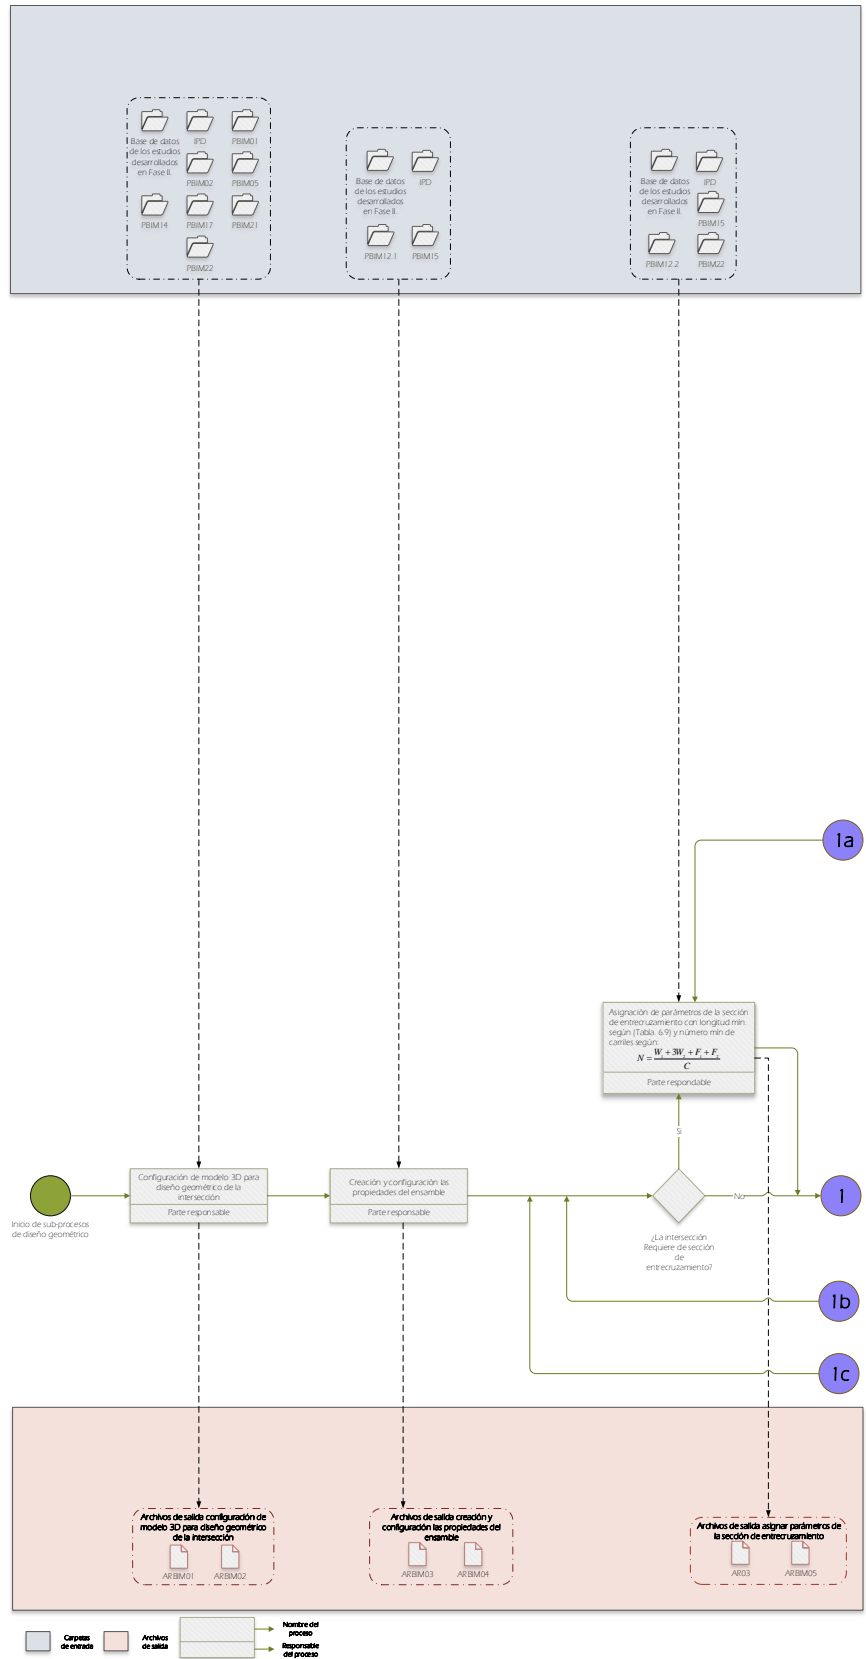 Base de datos
de los estudios
desarrollados
en Fase II.
IPD
PBIM01
PBIM02
PBIM05
PBIM14
PBIM17
PBIM21
PBIM22
Base de datos
de los estudios
desarrollados
en Fase II.
IPD
PBIM12.1
PBIM15
Base de datos
de los estudios
desarrollados
en Fase II.
IPD
PBIM15
PBIM12.2
PBIM22
1a
Asignación de parámetros de la sección
de entrecruzamiento con longitud mín.
según (Tabla. 6.9) y número mín de
carriles según:
N = (W₁ + 3W₂ + F₁ + F₂) / C
Parte respondable
Si
Inicio de sub-procesos
de diseño geométrico
Configuración de modelo 3D para
diseño geométrico de la
intersección
Parte responsable
Creación y configuración las
propiedades del ensamble
Parte responsable
No
1
¿La intersección
Requiere de sección
de
entrecruzamiento?
1b
1c
Archivos de salida configuración de
modelo 3D para diseño geométrico
de la intersección
ARBIM01
ARBIM02
Archivos de salida creación y
configuración las propiedades del
ensamble
ARBIM03
ARBIM04
Archivos de salida asignar parámetros de
la sección de entrecruzamiento
AR03
ARBIM05
Carpetas
de entrada
Archivos
de salida
Nombre del
proceso
Responsable
del proceso